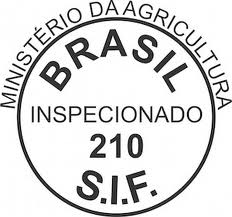 MINISTÉRIO DA AGRICULTURA
BRASIL
INSPECIONADO
210
S.I.F.